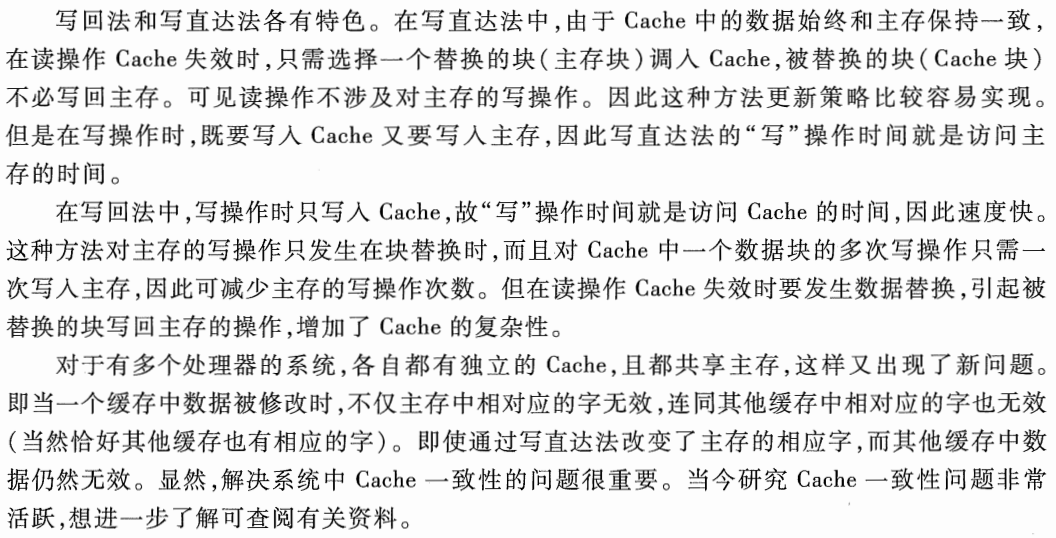 写回法和写直达法各有特色。在写直达法中,由于 Cache 中的数据始终和主存保持一致,
在读操作 Cache 失效时,只需选择一个替换的块(主存块)调入 Cache,被替换的块(Cache 块)
不必写回主存。可见读操作不涉及对主存的写操作。因此这种方法更新策略比较容易实现。
但是在写操作时,既要写入 Cache 又要写入主存,因此写直达法的“写”操作时间就是访问主
存的时间。
在写回法中,写操作时只写入 Cache,故“写”操作时间就是访问 Cache 的时间,因此速度快。
这种方法对主存的写操作只发生在块替换时,而且对 Cache 中一个数据块的多次写操作只需一
次写入主存,因此可减少主存的写操作次数。但在读操作 Cache 失效时要发生数据替换,引起被
替换的块写回主存的操作,增加了 Cache 的复杂性。
对于有多个处理器的系统,各自都有独立的 Cache,且都共享主存,这样又出现了新问题。
即当一个缓存中数据被修改时,不仅主存中相对应的字无效,连同其他缓存中相对应的字也无效
(当然恰好其他缓存也有相应的字)。即使通过写直达法改变了主存的相应字,而其他缓存中数
据仍然无效。显然,解决系统中 Cache 一致性的问题很重要。当今研究 Cache 一致性问题非常
活跃,想进一步了解可查阅有关资料。